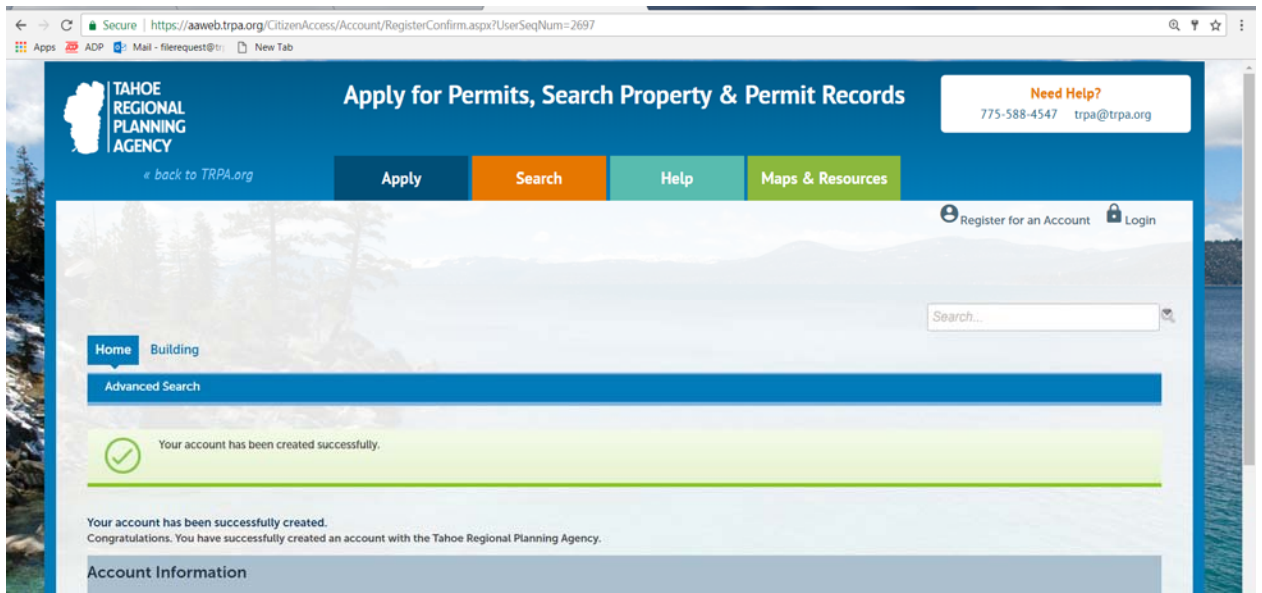 Secure | https://aaweb.trpa.org/CitizenAccess/Account/RegisterConfirm.aspx?UserSeqNum=2697
Apps ADP Mail - filerequest@tr New Tab
TAHOE
REGIONAL
PLANNING
AGENCY
« back to TRPA.org
Apply for Permits, Search Property & Permit Records
Need Help?
775-588-4547 trpa@trpa.org
Apply Search Help Maps & Resources
Register for an Account Login
Search...
Home Building
Advanced Search
Your account has been created successfully.
Your account has been successfully created.
Congratulations. You have successfully created an account with the Tahoe Regional Planning Agency.
Account Information